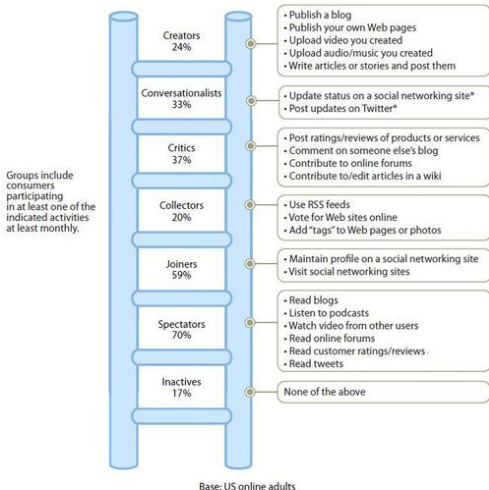 Creators
24%
• Publish a blog
• Publish your own Web pages
• Upload video you created
• Upload audio/music you created
• Write articles or stories and post them
Conversationalists
33%
• Update status on a social networking site*
• Post updates on Twitter*
Critics
37%
• Post ratings/reviews of products or services
• Comment on someone else's blog
• Contribute to online forums
• Contribute to/edit articles in a wiki
Groups include
consumers
participating
in at least one of the
indicated activities
at least monthly.
Collectors
20%
• Use RSS feeds
• Vote for Web sites online
• Add "tags" to Web pages or photos
Joiners
59%
• Maintain profile on a social networking site
• Visit social networking sites
Spectators
70%
• Read blogs
• Listen to podcasts
• Watch video from other users
• Read online forums
• Read customer ratings/reviews
• Read tweets
Inactives
17%
None of the above
Base: US online adults